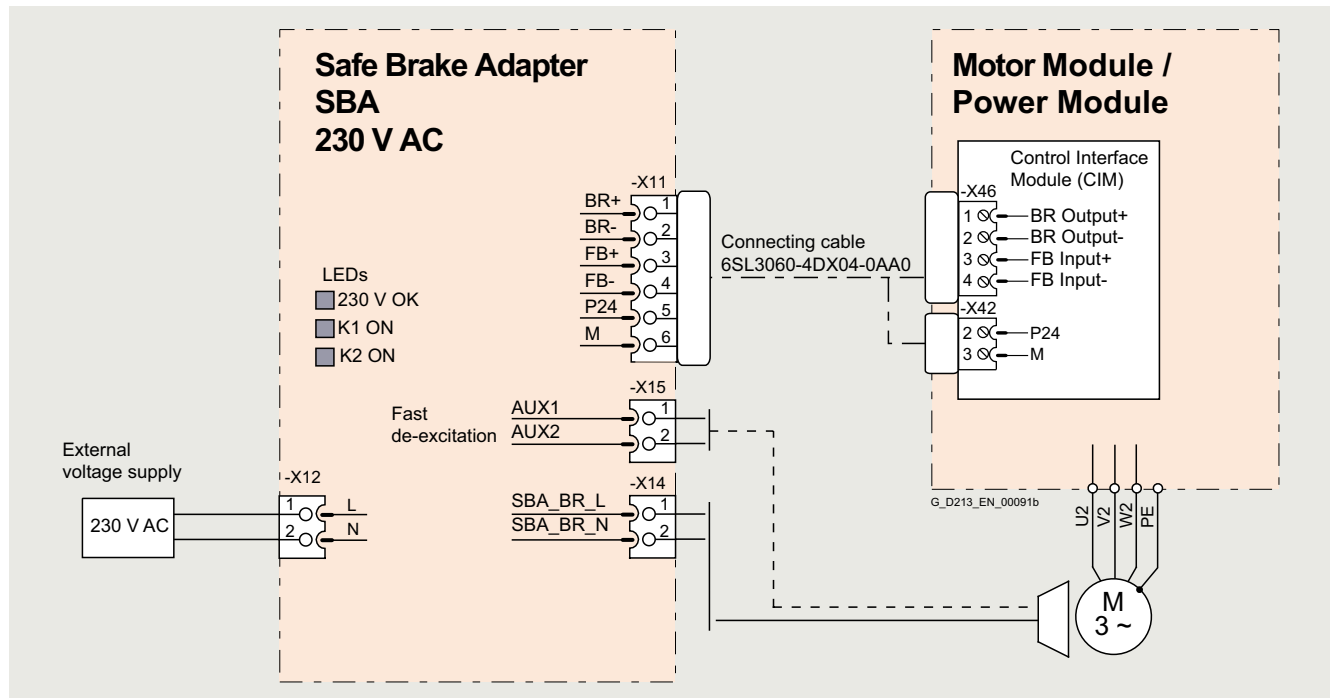 Safe Brake Adapter
SBA
230 V AC
LEDs
230 V OK
K1 ON
K2 ON
-X11
BR+ 1
BR- 2
FB+ 3
FB- 4
P24 5
M 6
Connecting cable
6SL3060-4DX04-0AA0
Motor Module /
Power Module
Control Interface
Module (CIM)
-X46
1 BR Output+
2 BR Output-
3 FB Input+
4 FB Input-
-X42
2 P24
3 M
Fast
de-excitation
-X15
AUX1 1
AUX2 2
External
voltage supply
230 V AC
-X12
1 L
2 N
-X14
SBA_BR_L 1
SBA_BR_N 2
G_D213_EN_00091b
U2
V2
W2
PE
M
3 ~